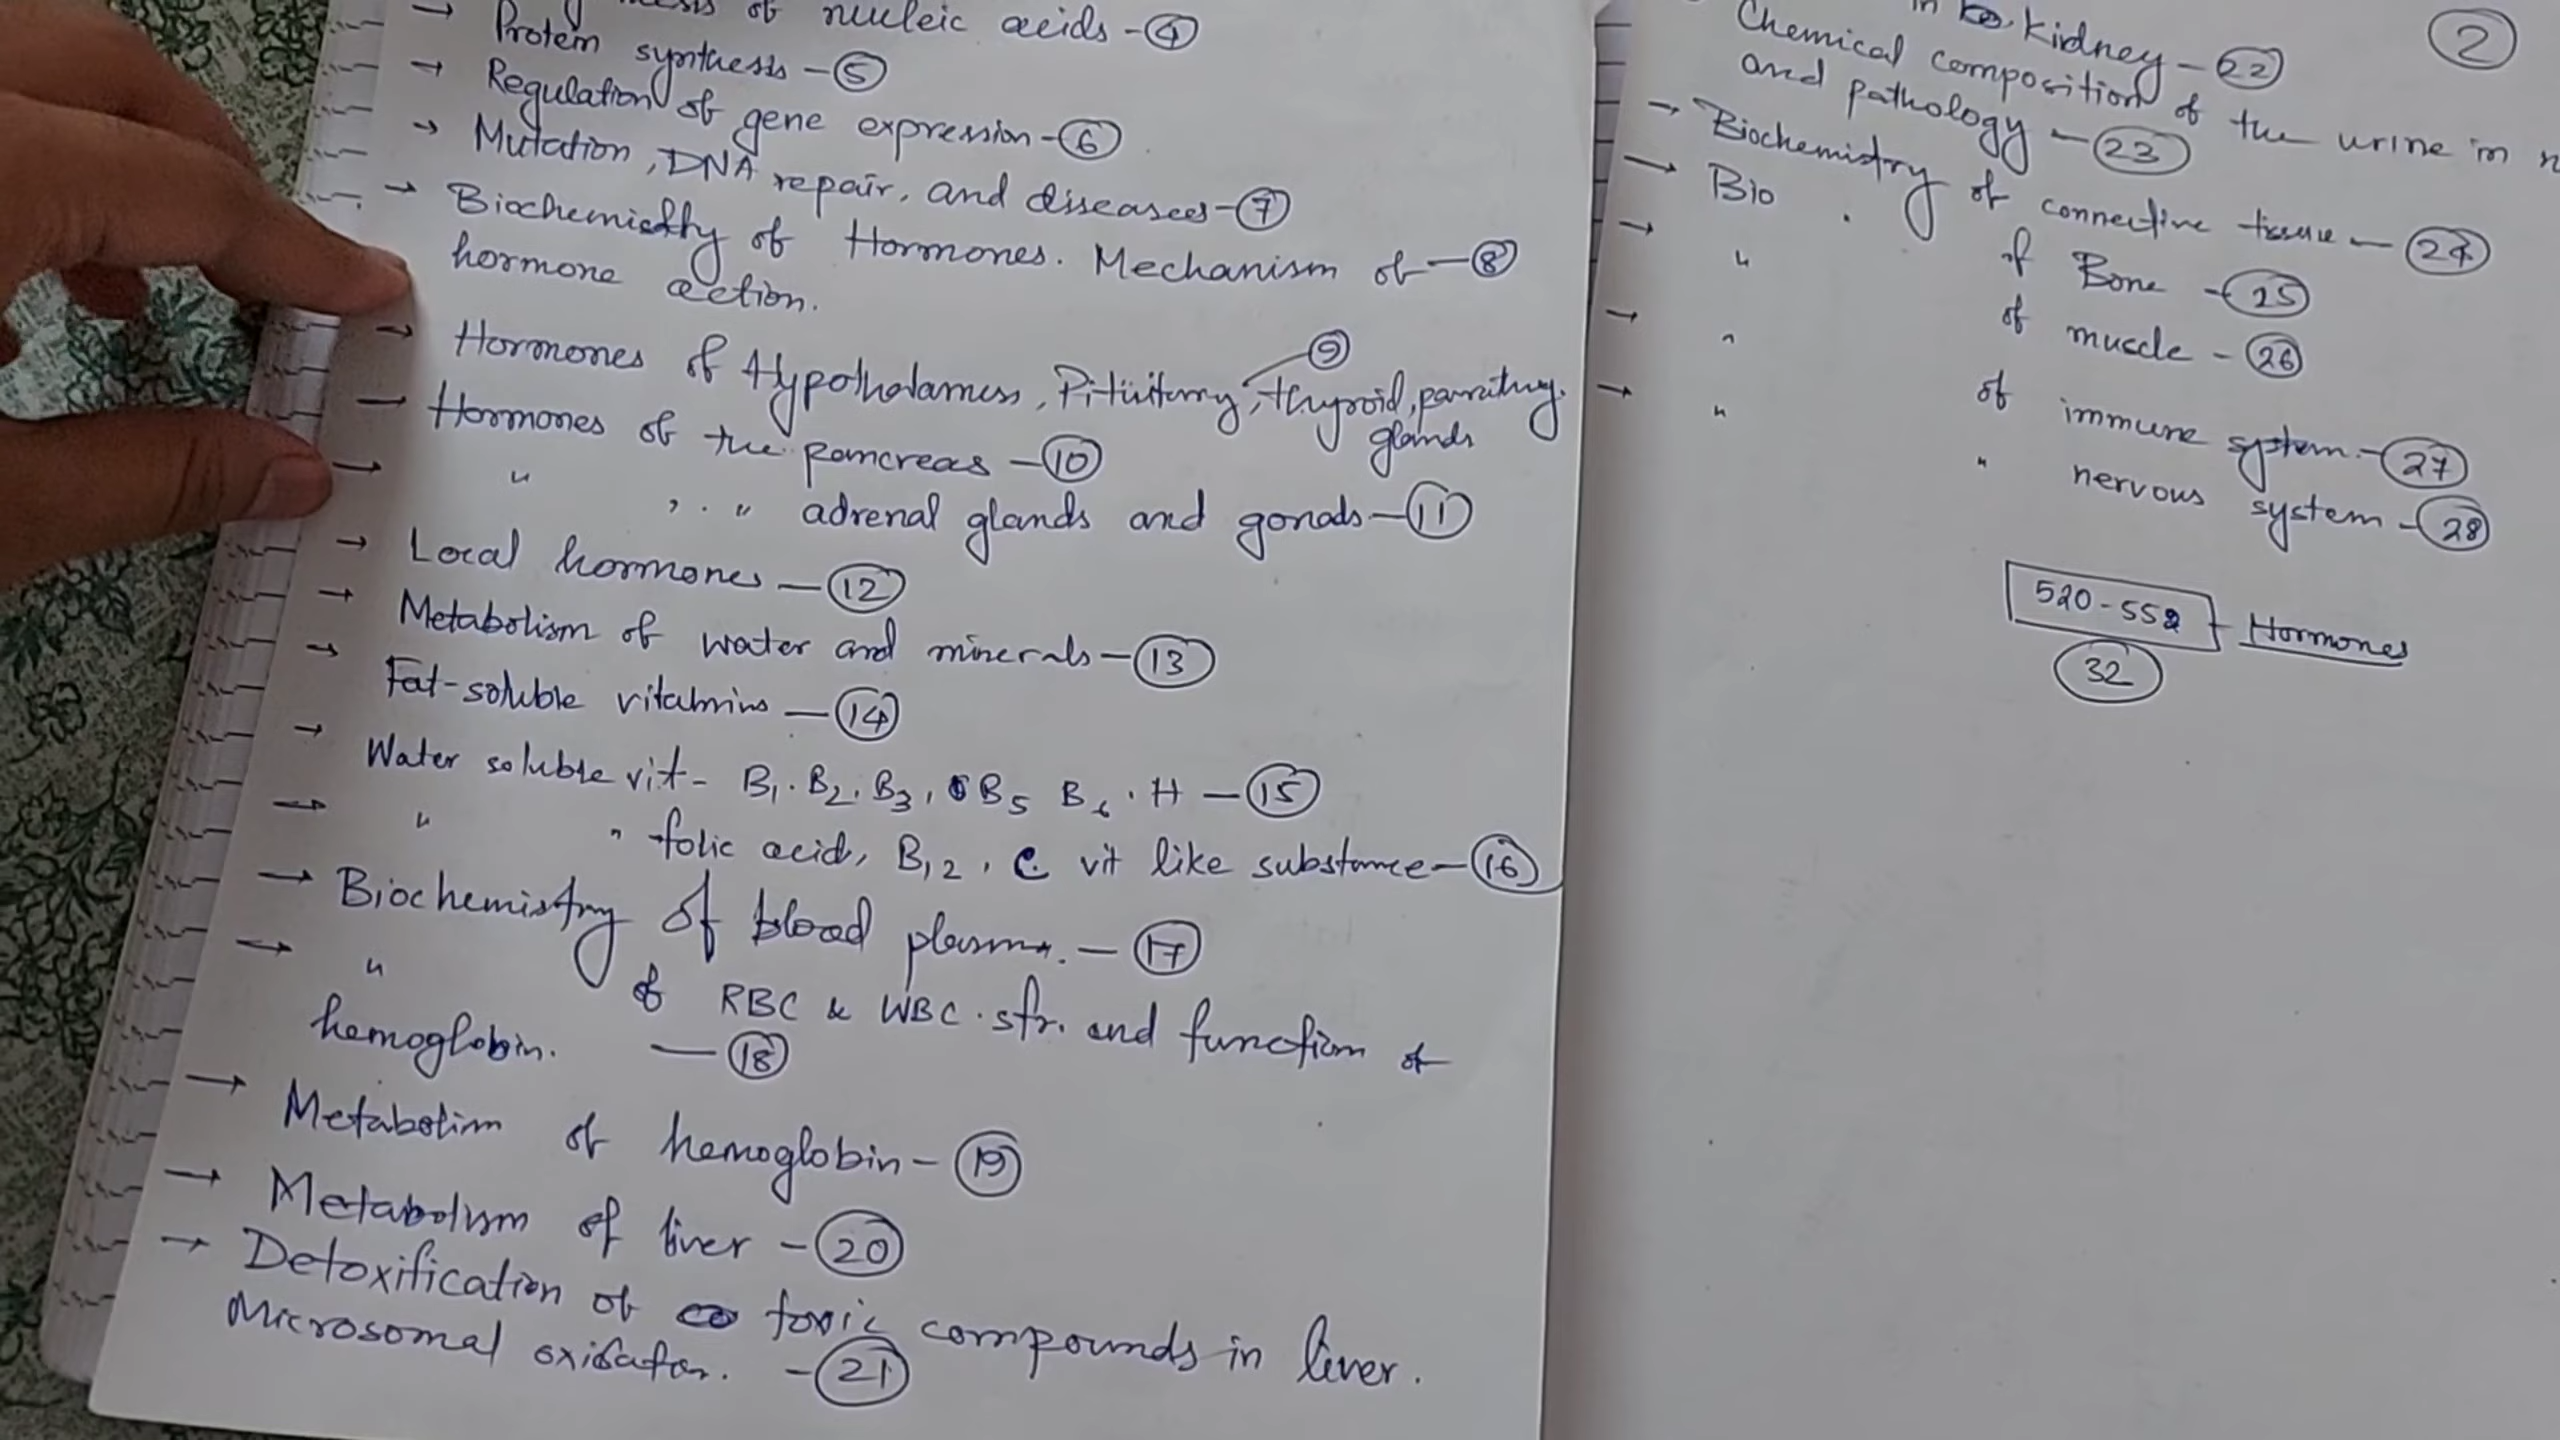 of nucleic acids - 4
→ Protein synthesis - 5
→ Regulation of gene expression - 6
→ Mutation, DNA repair, and diseases - 7
→ Biochemistry of Hormones. Mechanism of - 8
hormone action.
9
→ Hormones of Hypothalamus, Pituitary, thyroid, parathy.
glands
→ Hormones of the pancreas - 10
→ " " " adrenal glands and gonads - 11
→ Local hormones - 12
→ Metabolism of water and minerals - 13
→ Fat-soluble vitamins - 14
→ Water soluble vit - B1. B2. B3, B5 B6. H - 15
→ " " folic acid, B12, C. vit like substance - 16
→ Biochemistry of blood plasma. - 17
→ " of RBC & WBC. str. and function of
hemoglobin. - 18
→ Metabolism of hemoglobin - 19
→ Metabolism of liver - 20
→ Detoxification of toxic compounds in liver.
Microsomal oxidation. - 21
2
in Kidney - 22
Chemical composition of the urine in n
and pathology - 23
→ Biochemistry of connective tissue - 24
→ Bio of Bone - 25
→ " of muscle - 26
→ " of immune system - 27
→ " " nervous system - 28
520 - 552 - Hormones
32